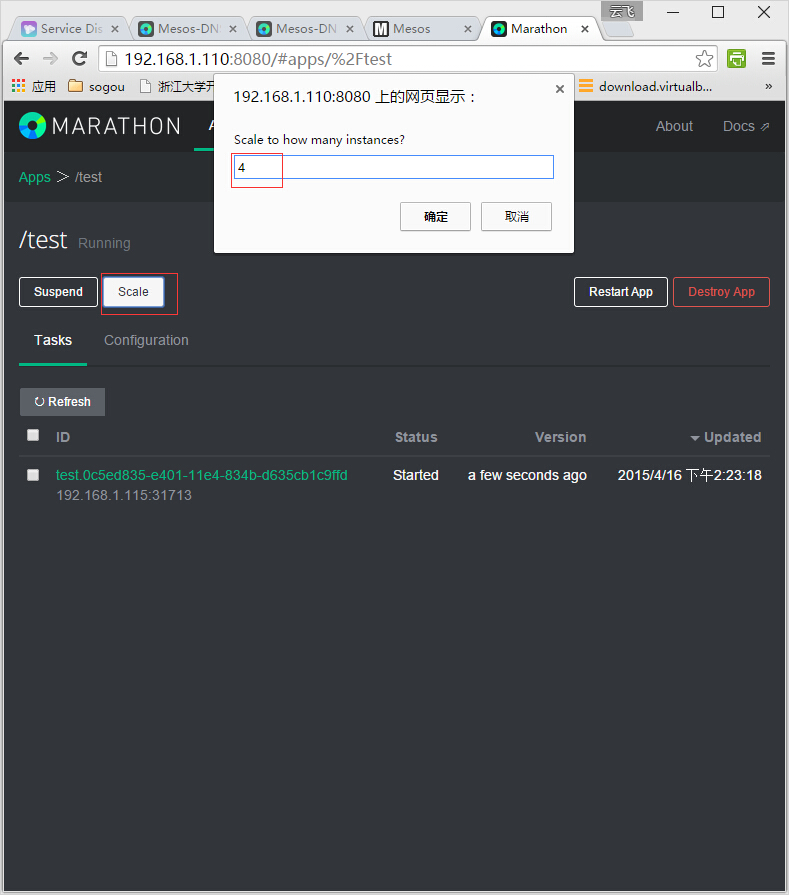 云飞
Service Dis
Mesos-DN
Mesos-DN
Mesos
Marathon
192.168.1.110:8080/#apps/%2Ftest
应用
sogou
浙江大学开
download.virtualb...
»
192.168.1.110:8080 上的网页显示：
Scale to how many instances?
4
确定
取消
MARATHON
About
Docs
Apps > /test
/test Running
Suspend
Scale
Restart App
Destroy App
Tasks
Configuration
Refresh
ID
Status
Version
Updated
test.0c5ed835-e401-11e4-834b-d635cb1c9ffd
Started
a few seconds ago
2015/4/16 下午2:23:18
192.168.1.115:31713